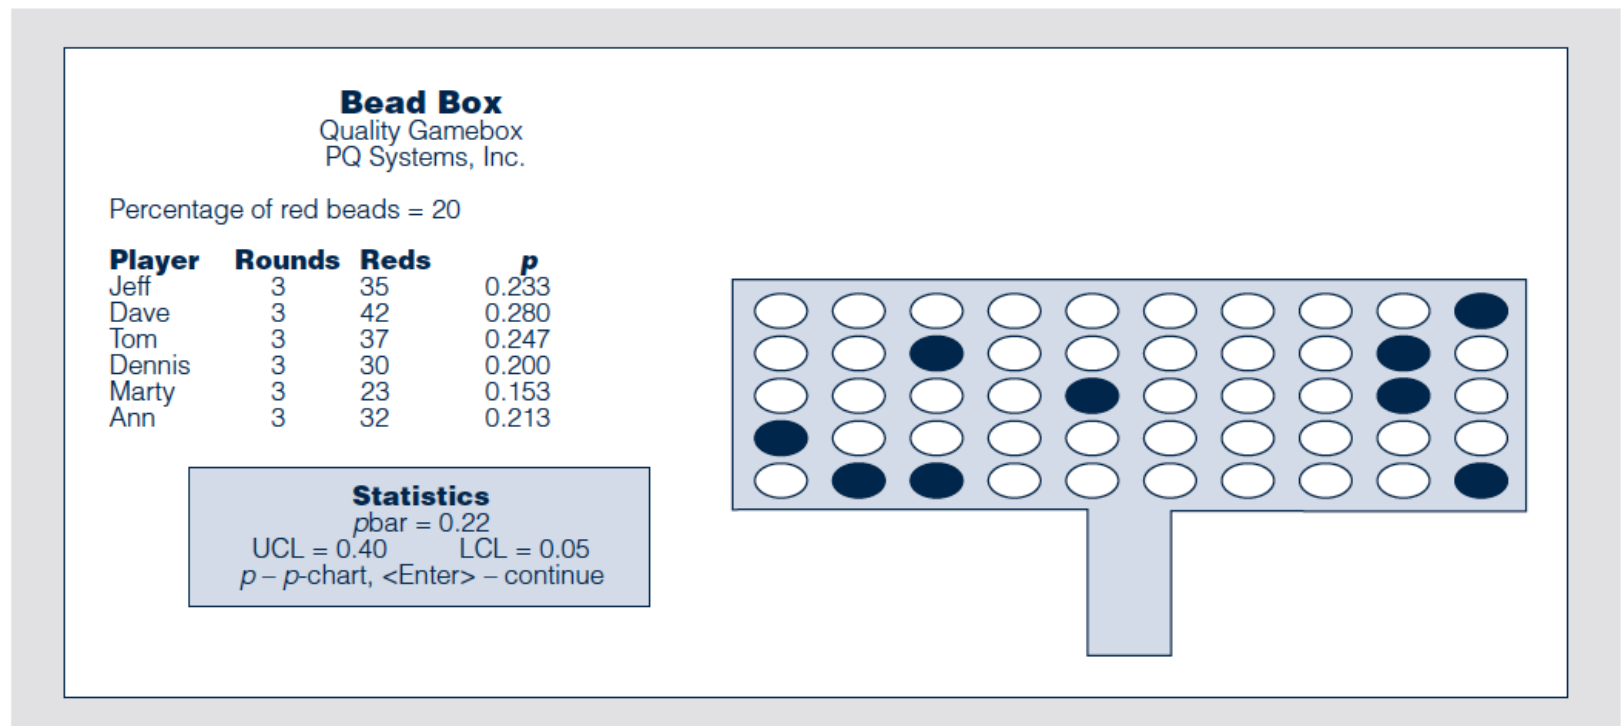 Bead Box
Quality Gamebox
PQ Systems, Inc.
Percentage of red beads = 20
Player Rounds Reds p
Jeff 3 35 0.233
Dave 3 42 0.280
Tom 3 37 0.247
Dennis 3 30 0.200
Marty 3 23 0.153
Ann 3 32 0.213
Statistics
pbar = 0.22
UCL = 0.40 LCL = 0.05
p – p-chart, <Enter> – continue